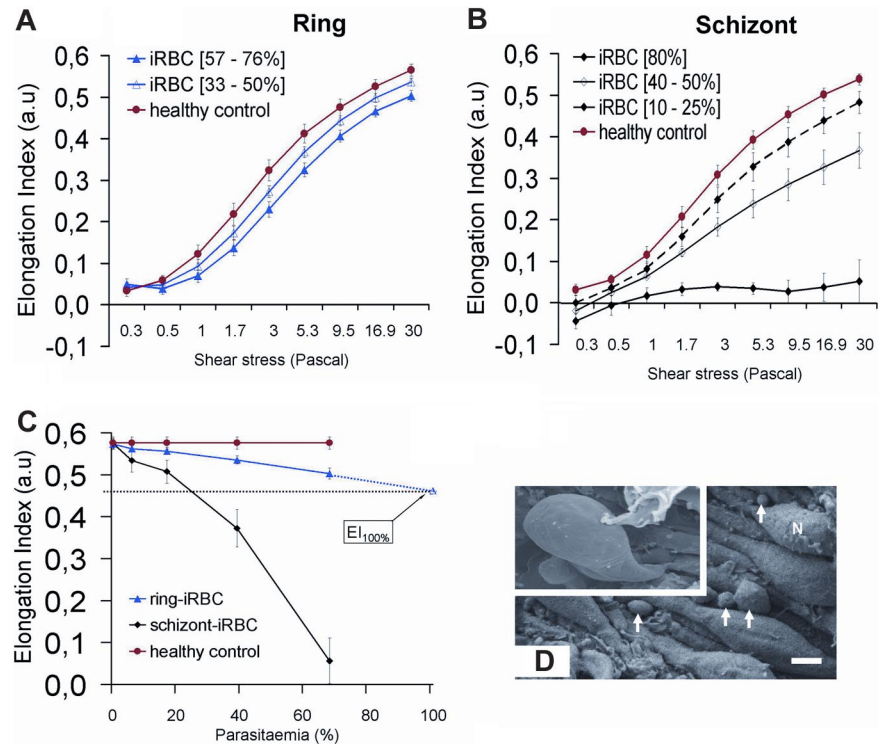 A
Ring
Elongation Index (a.u)
0,6
0,5
0,4
0,3
0,2
0,1
0,0
-0,1
iRBC [57 - 76%]
iRBC [33 - 50%]
healthy control
0.3 0.5 1 1.7 3 5.3 9.5 16.9 30
Shear stress (Pascal)
B
Schizont
Elongation Index (a.u)
0,6
0,5
0,4
0,3
0,2
0,1
0,0
-0,1
iRBC [80%]
iRBC [40 - 50%]
iRBC [10 - 25%]
healthy control
0.3 0.5 1 1.7 3 5.3 9.5 16.9 30
Shear stress (Pascal)
C
Elongation Index (a.u)
0,6
0,5
0,4
0,3
0,2
0,1
0,0
EI100%
ring-iRBC
schizont-iRBC
healthy control
0 20 40 60 80 100
Parasitaemia (%)
N
D